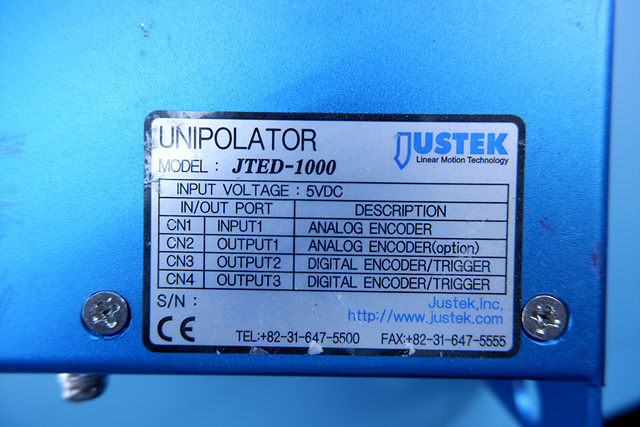 UNIPOLATOR
JUSTEK
Linear Motion Technology
MODEL : JTED-1000
INPUT VOLTAGE : 5VDC
IN/OUT PORT DESCRIPTION
CN1 INPUT1 ANALOG ENCODER
CN2 OUTPUT1 ANALOG ENCODER(option)
CN3 OUTPUT2 DIGITAL ENCODER/TRIGGER
CN4 OUTPUT3 DIGITAL ENCODER/TRIGGER
S/N :
Justek,Inc.
http://www.justek.com
CE
TEL:+82-31-647-5500 FAX:+82-31-647-5555